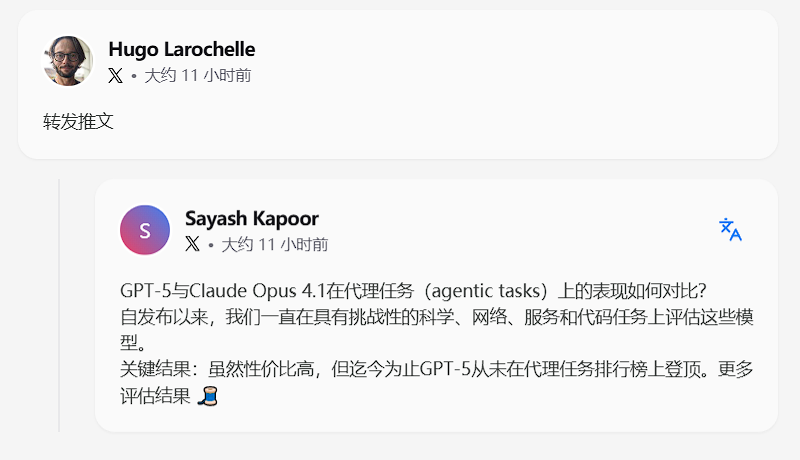 Hugo Larochelle
X • 大约 11 小时前
转发推文
S
Sayash Kapoor
X • 大约 11 小时前
GPT-5与Claude Opus 4.1在代理任务（agentic tasks）上的表现如何对比？
自发布以来，我们一直在具有挑战性的科学、网络、服务和代码任务上评估这些模
型。
关键结果：虽然性价比高，但迄今为止GPT-5从未在代理任务排行榜上登顶。更多
评估结果 🧵